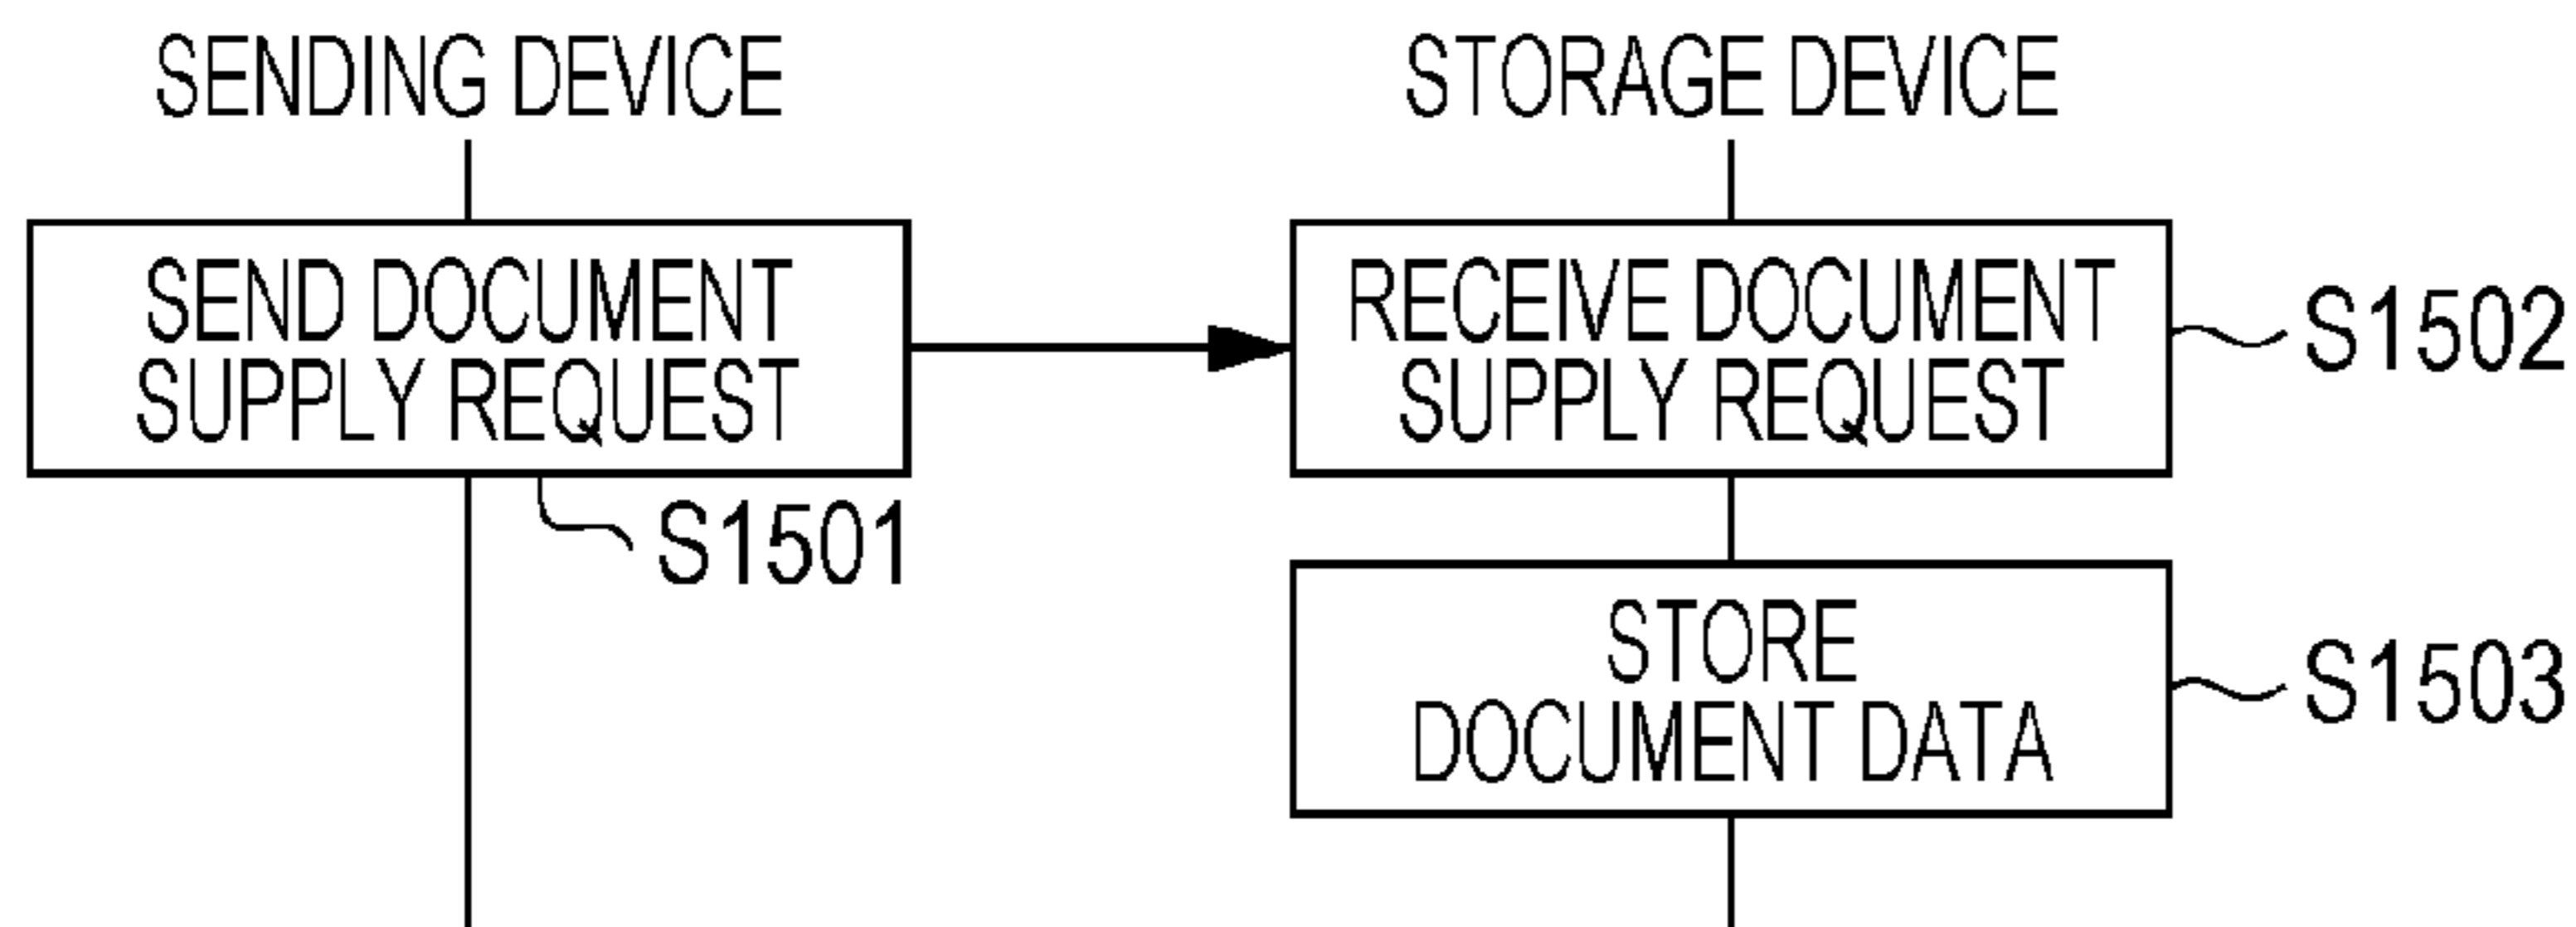 SENDING DEVICE
STORAGE DEVICE
SEND DOCUMENT
SUPPLY REQUEST
S1501
RECEIVE DOCUMENT
SUPPLY REQUEST
S1502
STORE
DOCUMENT DATA
S1503